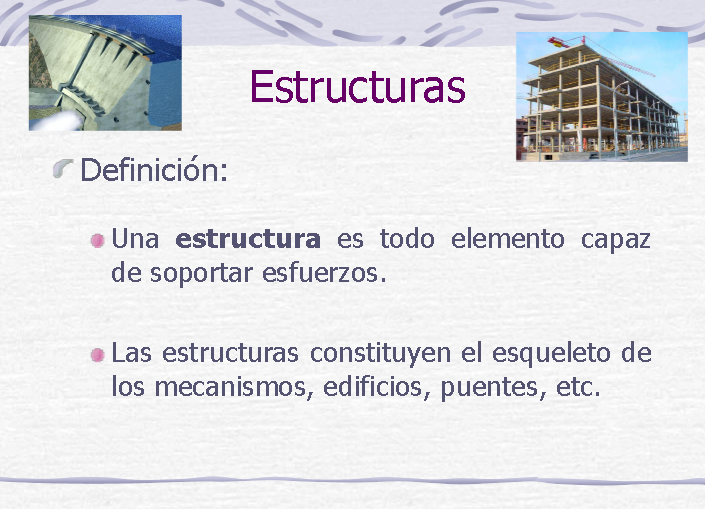 Estructuras
Definición:
Una estructura es todo elemento capaz
de soportar esfuerzos.
Las estructuras constituyen el esqueleto de
los mecanismos, edificios, puentes, etc.